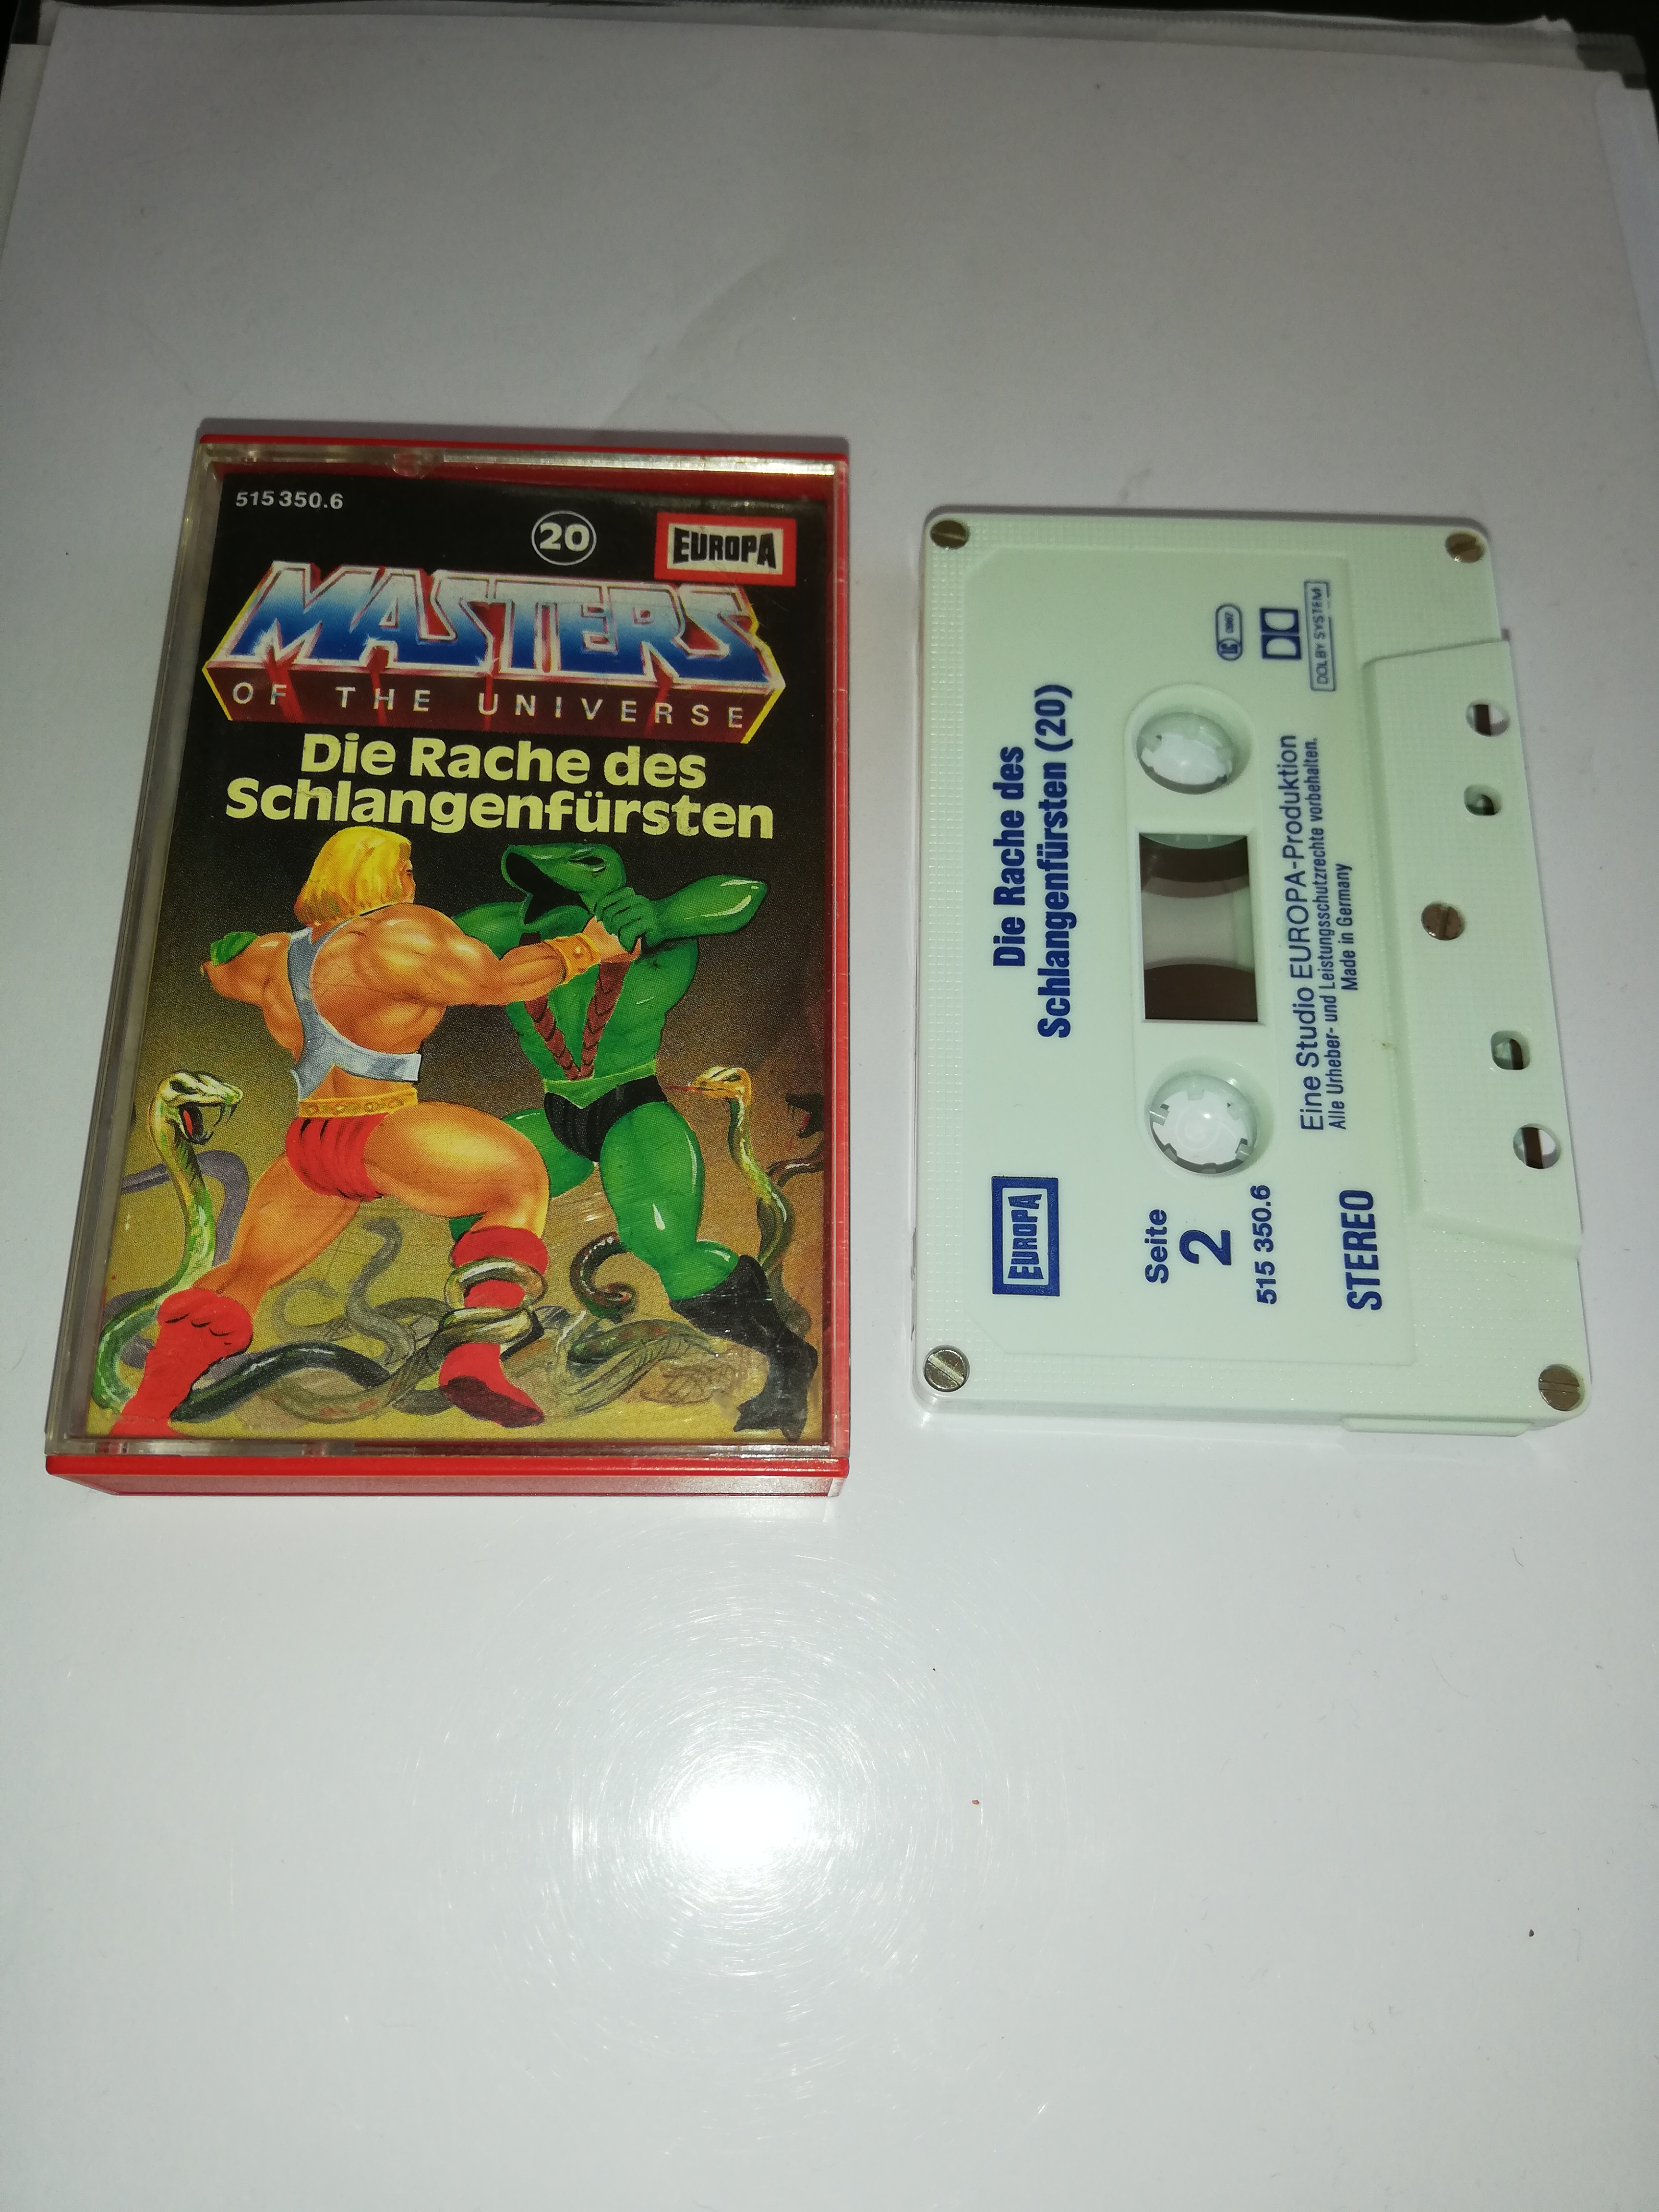 515 350.6
20
EUROPA
MASTERS
OF THE UNIVERSE
Die Rache des
Schlangenfürsten
Die Rache des
Schlangenfürsten (20)
EUROPA
Seite
2
515 350.6
STEREO
LC 0967
DOLBY SYSTEM
Eine Studio EUROPA-Produktion
Alle Urheber- und Leistungsschutzrechte vorbehalten.
Made in Germany